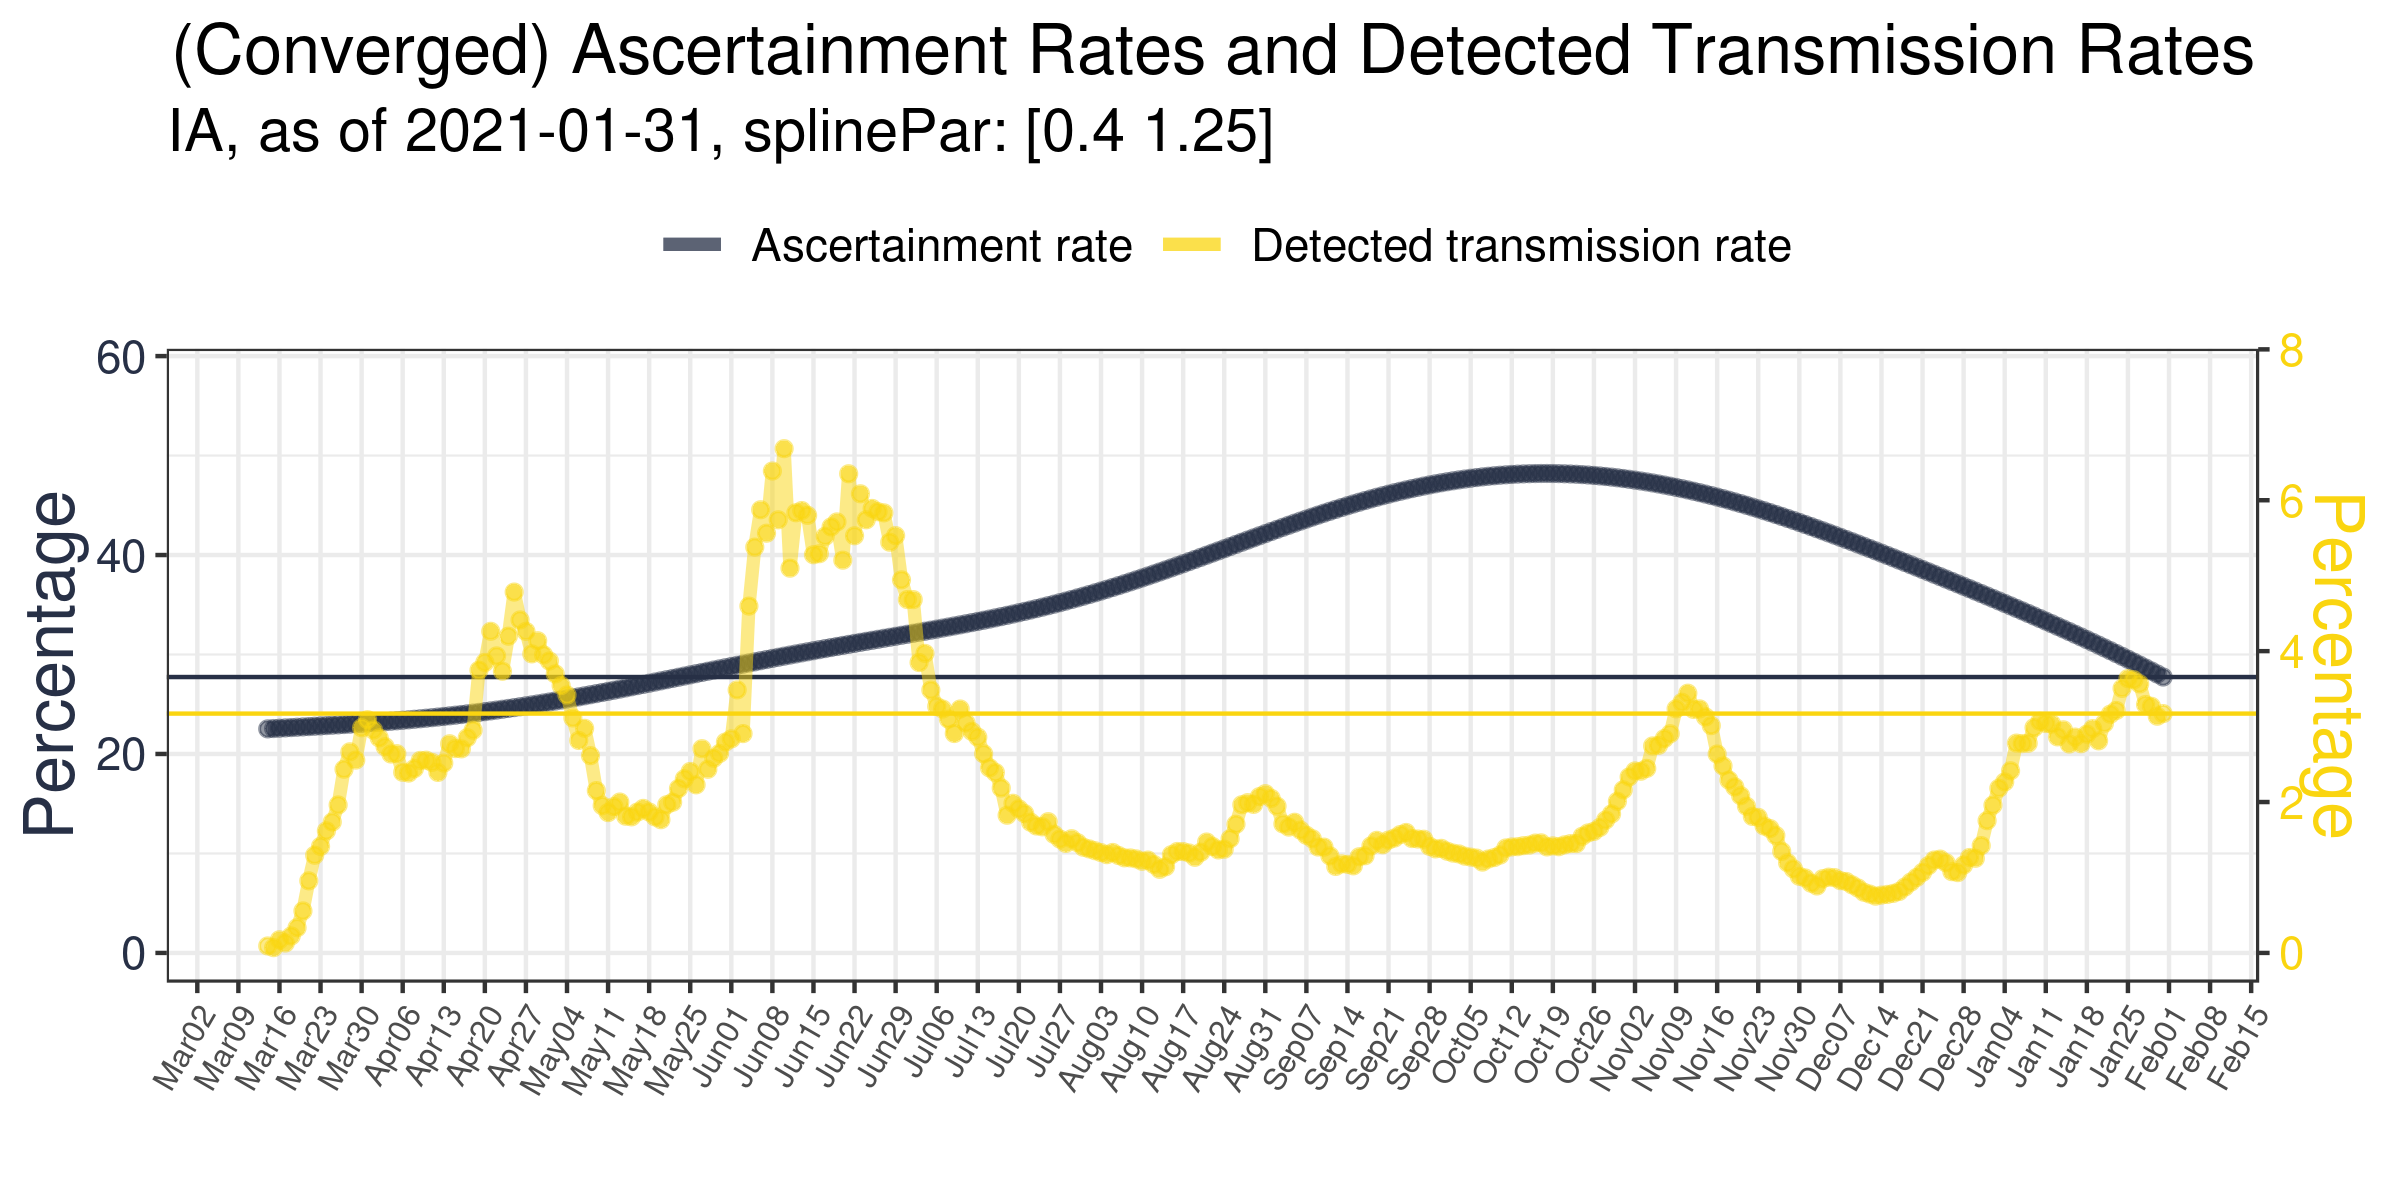 (Converged) Ascertainment Rates and Detected Transmission Rates
IA, as of 2021-01-31, splinePar: [0.4 1.25]
Ascertainment rate Detected transmission rate
Percentage
60
40
20
0
8
6
4
2
0
Percentage
Mar02 Mar09 Mar16 Mar23 Mar30 Apr06 Apr13 Apr20 Apr27 May04 May11 May18 May25 Jun01 Jun08 Jun15 Jun22 Jun29 Jul06 Jul13 Jul20 Jul27 Aug03 Aug10 Aug17 Aug24 Aug31 Sep07 Sep14 Sep21 Sep28 Oct05 Oct12 Oct19 Oct26 Nov02 Nov09 Nov16 Nov23 Nov30 Dec07 Dec14 Dec21 Dec28 Jan04 Jan11 Jan18 Jan25 Feb01 Feb08 Feb15